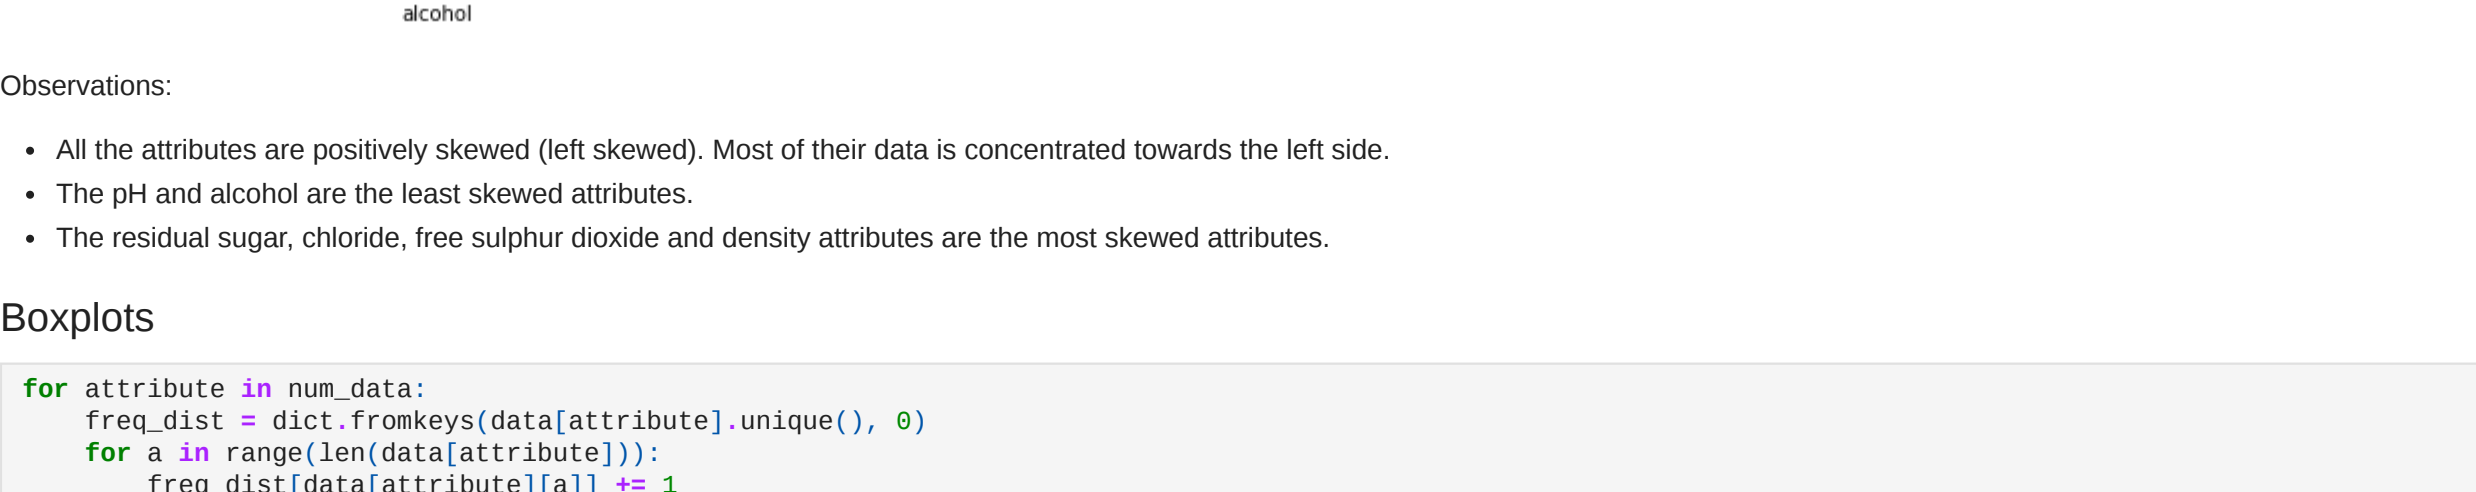 alcohol
Observations:
• All the attributes are positively skewed (left skewed). Most of their data is concentrated towards the left side.
• The pH and alcohol are the least skewed attributes.
• The residual sugar, chloride, free sulphur dioxide and density attributes are the most skewed attributes.
Boxplots
for attribute in num_data:
    freq_dist = dict.fromkeys(data[attribute].unique(), 0)
    for a in range(len(data[attribute])):
        freq_dist[data[attribute][a]] += 1